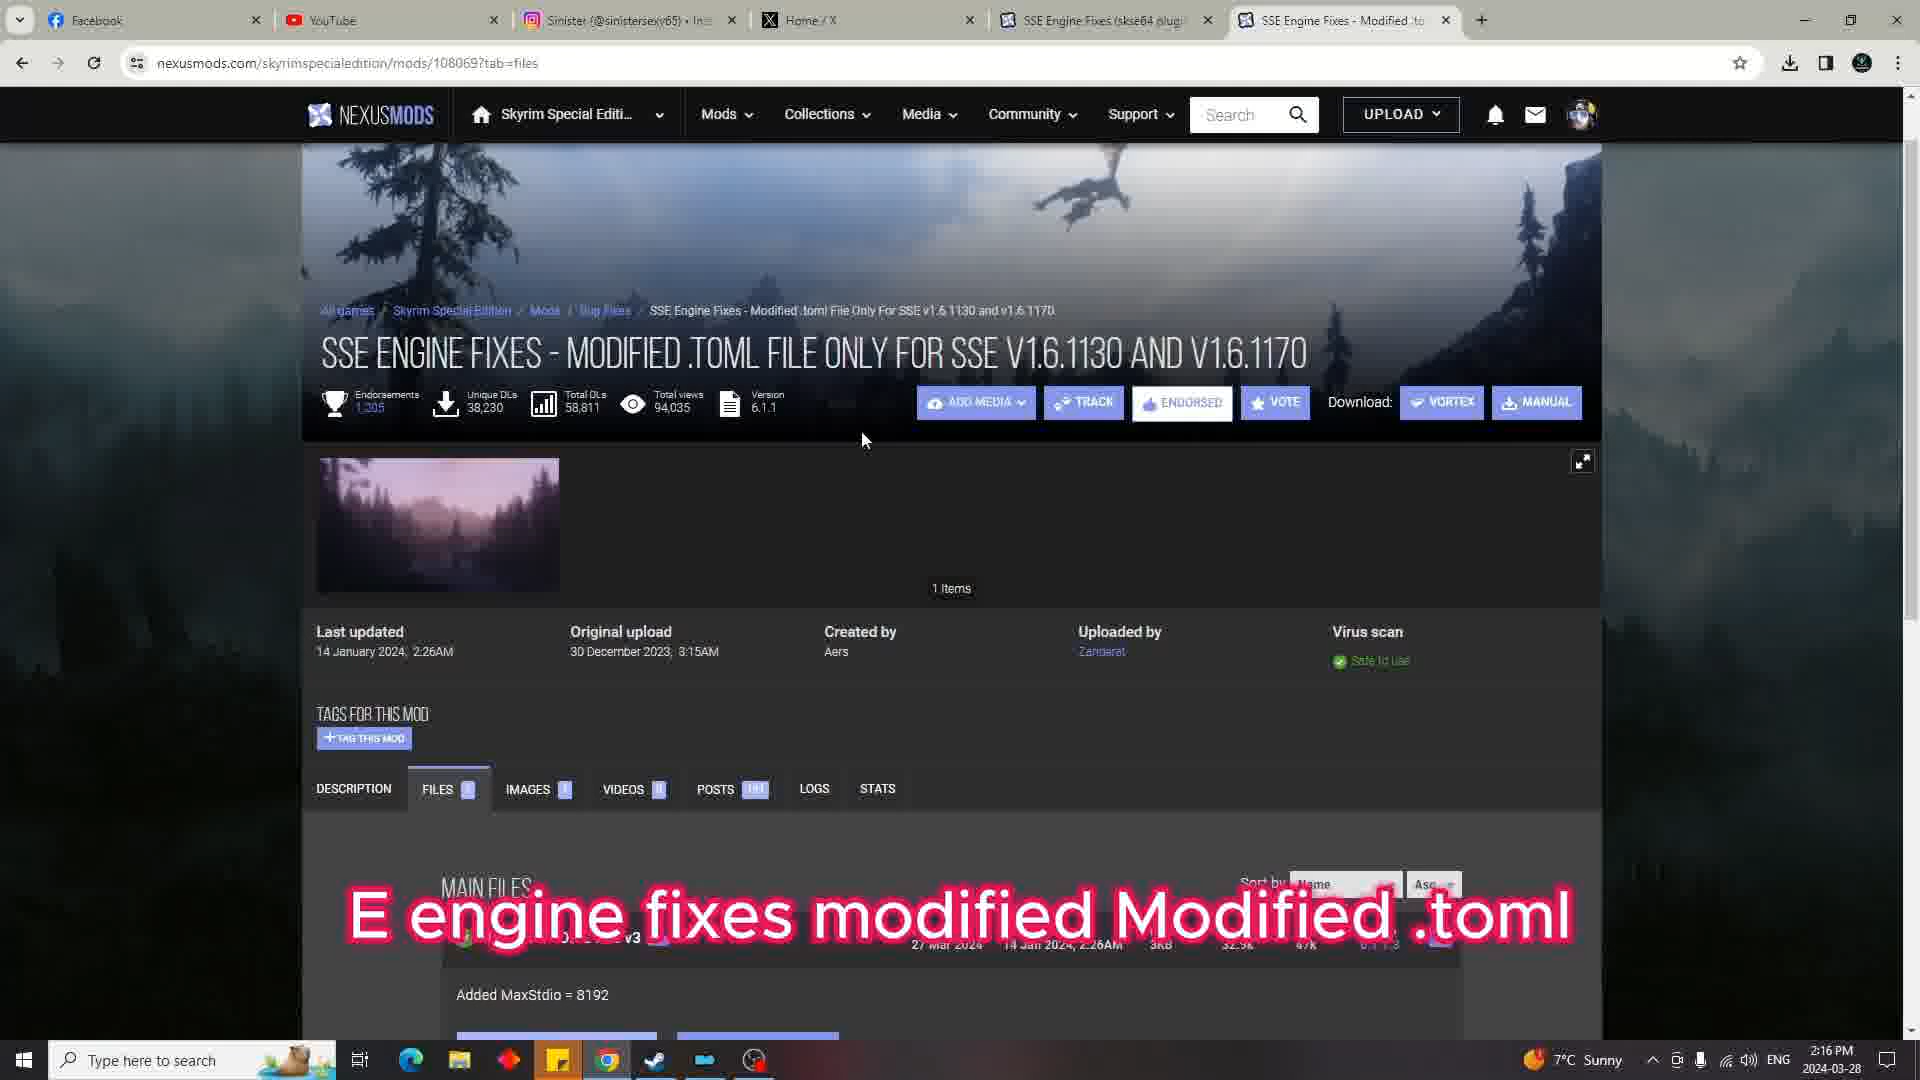 Facebook
YouTube
Sinister (@sinistersexy65) • Ins
Home / X
SSE Engine Fixes (skse64 plugi
SSE Engine Fixes - Modified .to
nexusmods.com/skyrimspecialedition/mods/108069?tab=files
NEXUSMODS
Skyrim Special Editi...
Mods
Collections
Media
Community
Support
Search
UPLOAD
All games / Skyrim Special Edition / Mods / Bug Fixes / SSE Engine Fixes - Modified .toml File Only For SSE v1.6.1130 and v1.6.1170
SSE ENGINE FIXES - MODIFIED .TOML FILE ONLY FOR SSE V1.6.1130 AND V1.6.1170
Endorsements
1,205
Unique DLs
38,230
Total DLs
58,811
Total views
94,035
Version
6.1.1
ADD MEDIA
TRACK
ENDORSED
VOTE
Download:
VORTEX
MANUAL
1 items
Last updated
14 January 2024, 2:26AM
Original upload
30 December 2023, 3:15AM
Created by
Aers
Uploaded by
Zanderat
Virus scan
Safe to use
TAGS FOR THIS MOD
+ TAG THIS MOD
DESCRIPTION
FILES
IMAGES 1
VIDEOS 0
POSTS
LOGS
STATS
MAIN FILES
Sort by
Name
Asc
E engine fixes modified Modified .toml
v3
27 Mar 2024
14 Jan 2024, 2:26AM
3KB
32.9k
47k
Added MaxStdio = 8192
Type here to search
7°C Sunny
ENG
2:16 PM
2024-03-28